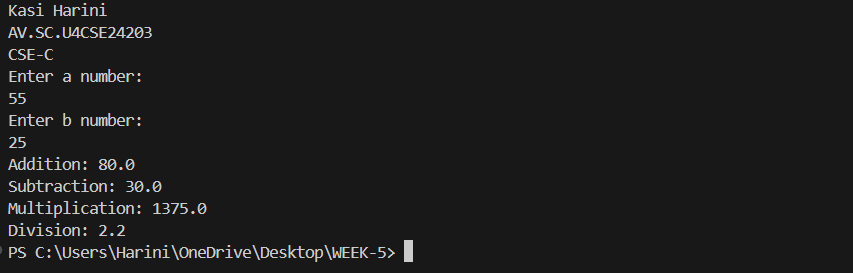 Kasi Harini
AV.SC.U4CSE24203
CSE-C
Enter a number:
55
Enter b number:
25
Addition: 80.0
Subtraction: 30.0
Multiplication: 1375.0
Division: 2.2
PS C:\Users\Harini\OneDrive\Desktop\WEEK-5>